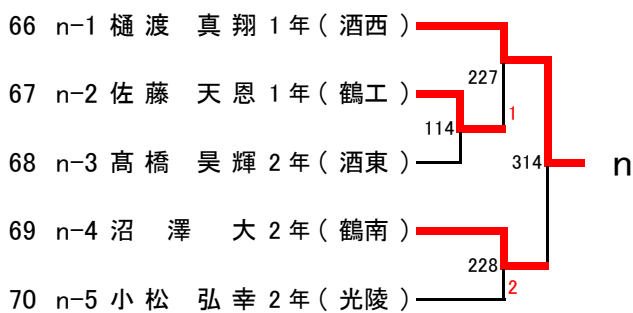 66 n-1 樋 渡 真 翔 1 年 ( 酒西 )
227
67 n-2 佐 藤 天 恩 1 年 ( 鶴工 )
1
114
68 n-3 髙 橋 昊 輝 2 年 ( 酒東 )
314
n
69 n-4 沼 澤 大 2 年 ( 鶴南 )
228
2
70 n-5 小 松 弘 幸 2 年 ( 光陵 )